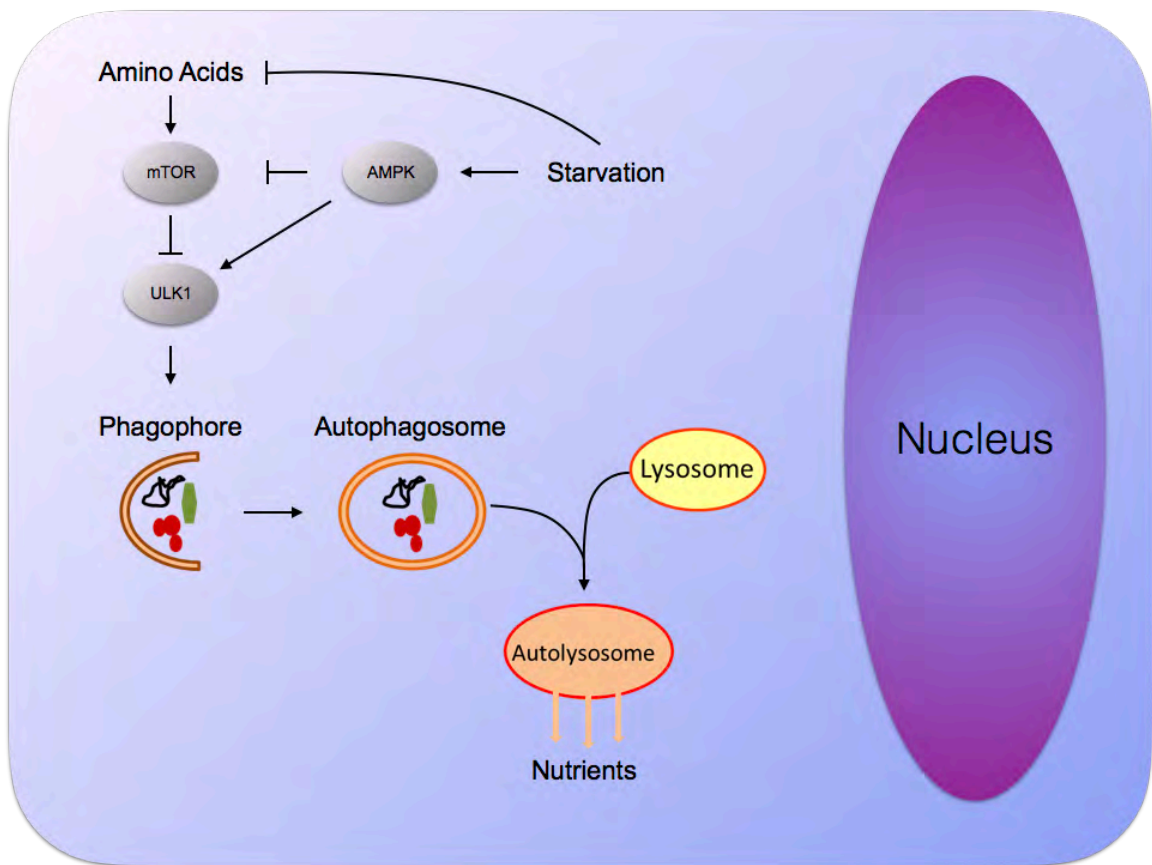 Amino Acids
mTOR
AMPK
Starvation
ULK1
Phagophore
Autophagosome
Lysosome
Nucleus
Autolysosome
Nutrients